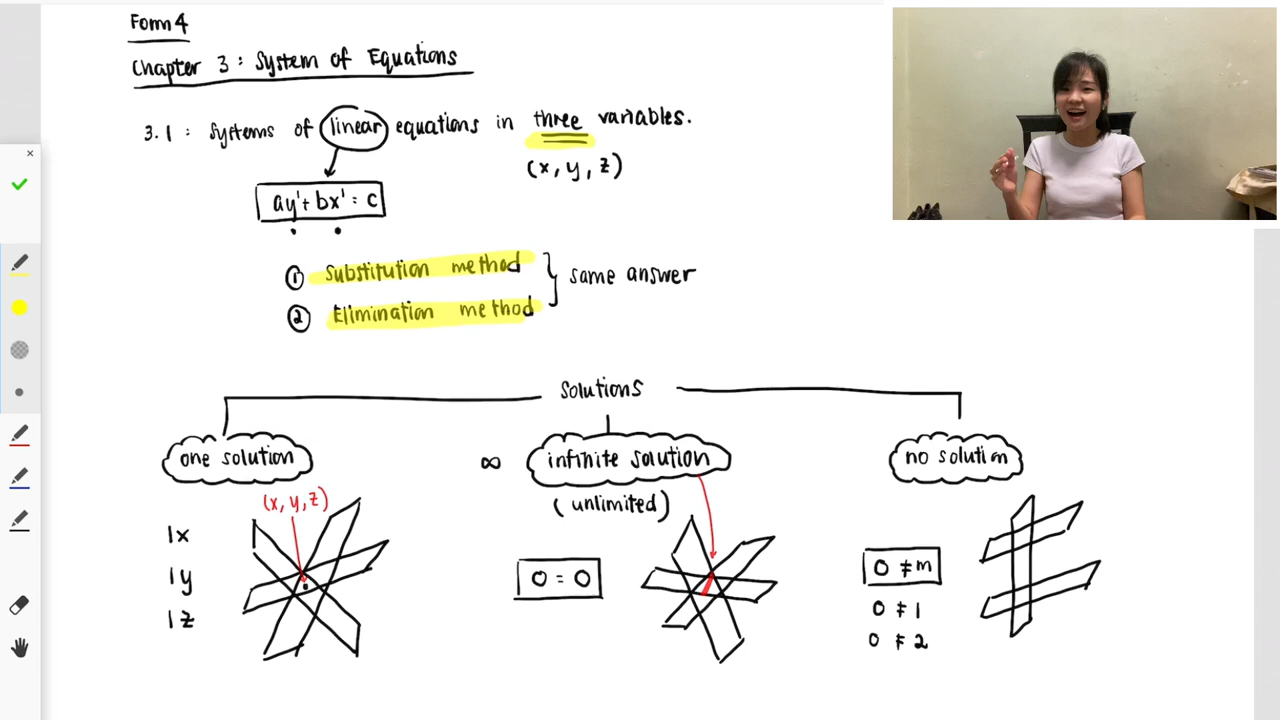 Form 4
Chapter 3 : System of Equations
3.1 : Systems of linear equations in three variables.
(x, y, z)
ay¹ + bx¹ = c
① Substitution method
② Elimination method
same answer
Solutions
one solution
∞ infinite solution
no solution
(x, y, z)
(unlimited)
1x
1y
1z
0 = 0
0 ≠ m
0 ≠ 1
0 ≠ 2